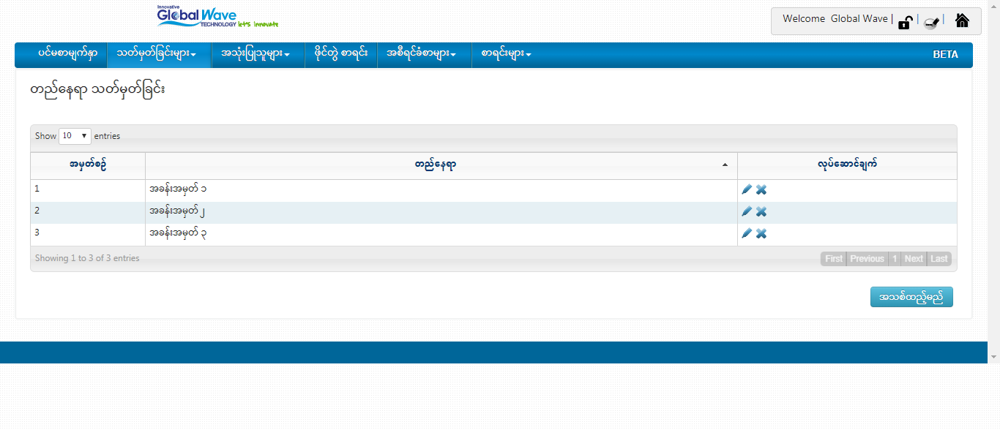 Innovative
Global Wave
TECHNOLOGY let's innovate
Welcome Global Wave | | |
ပင်မစာမျက်နှာ သတ်မှတ်ခြင်းများ အသုံးပြုသူများ ဖိုင်တွဲ စာရင်း အစီရင်ခံစာများ စာရင်းများ BETA
တည်နေရာ သတ်မှတ်ခြင်း
Show 10 entries
အမှတ်စဉ် တည်နေရာ လုပ်ဆောင်ချက်
1 အခန်းအမှတ် ၁
2 အခန်းအမှတ်၂
3 အခန်းအမှတ် ၃
Showing 1 to 3 of 3 entries First Previous 1 Next Last
အသစ်ထည့်မည်